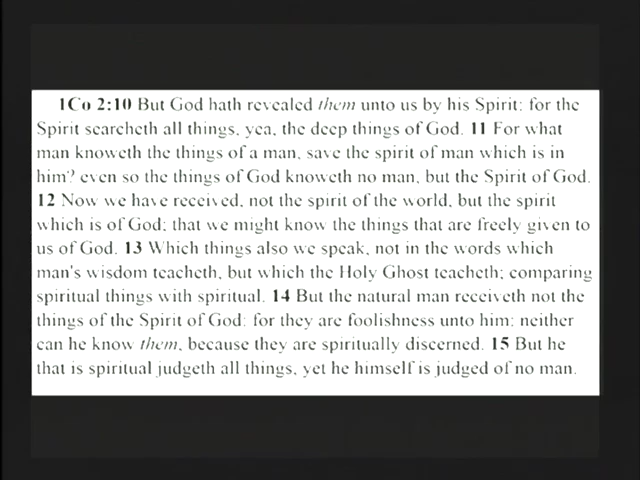 1Co 2:10 But God hath revealed them unto us by his Spirit: for the
Spirit searcheth all things, yea, the deep things of God. 11 For what
man knoweth the things of a man, save the spirit of man which is in
him? even so the things of God knoweth no man, but the Spirit of God.
12 Now we have received, not the spirit of the world, but the spirit
which is of God; that we might know the things that are freely given to
us of God. 13 Which things also we speak, not in the words which
man's wisdom teacheth, but which the Holy Ghost teacheth; comparing
spiritual things with spiritual. 14 But the natural man receiveth not the
things of the Spirit of God: for they are foolishness unto him: neither
can he know them, because they are spiritually discerned. 15 But he
that is spiritual judgeth all things, yet he himself is judged of no man.